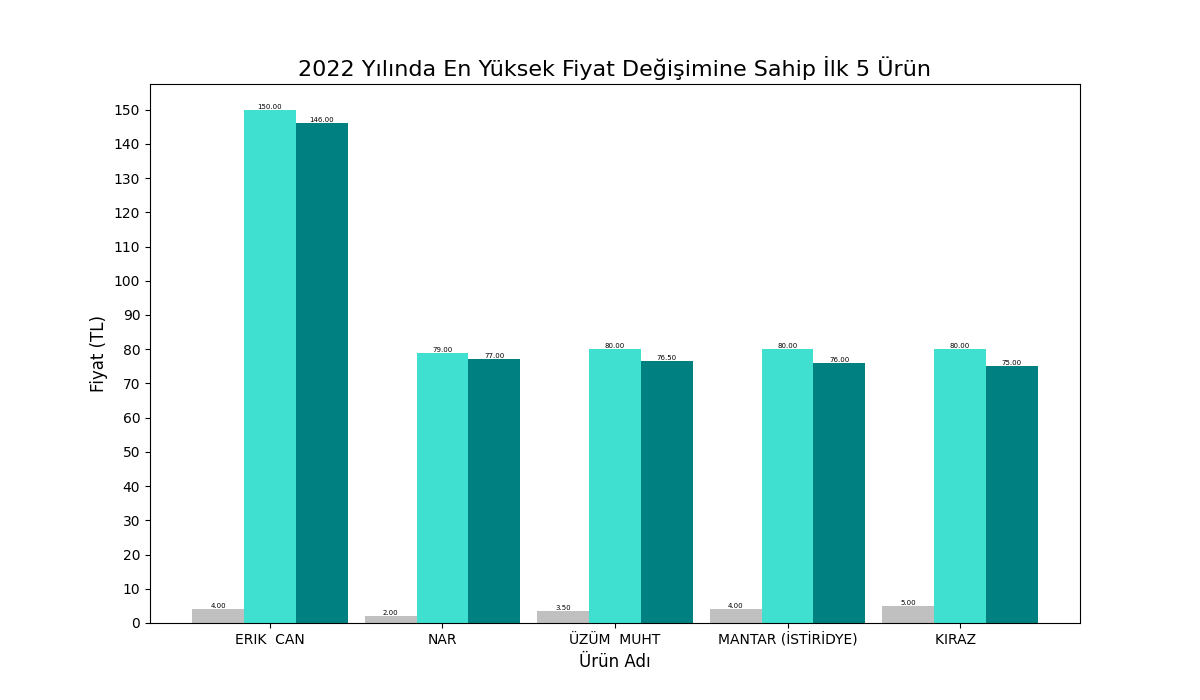 2022 Yılında En Yüksek Fiyat Değişimine Sahip İlk 5 Ürün
Fiyat (TL)
150
140
130
120
110
100
90
80
70
60
50
40
30
20
10
0
4.00 150.00 146.00
2.00 79.00 77.00
3.50 80.00 76.50
4.00 80.00 76.00
5.00 80.00 75.00
ERIK  CAN NAR ÜZÜM  MUHT MANTAR (İSTİRİDYE) KIRAZ
Ürün Adı